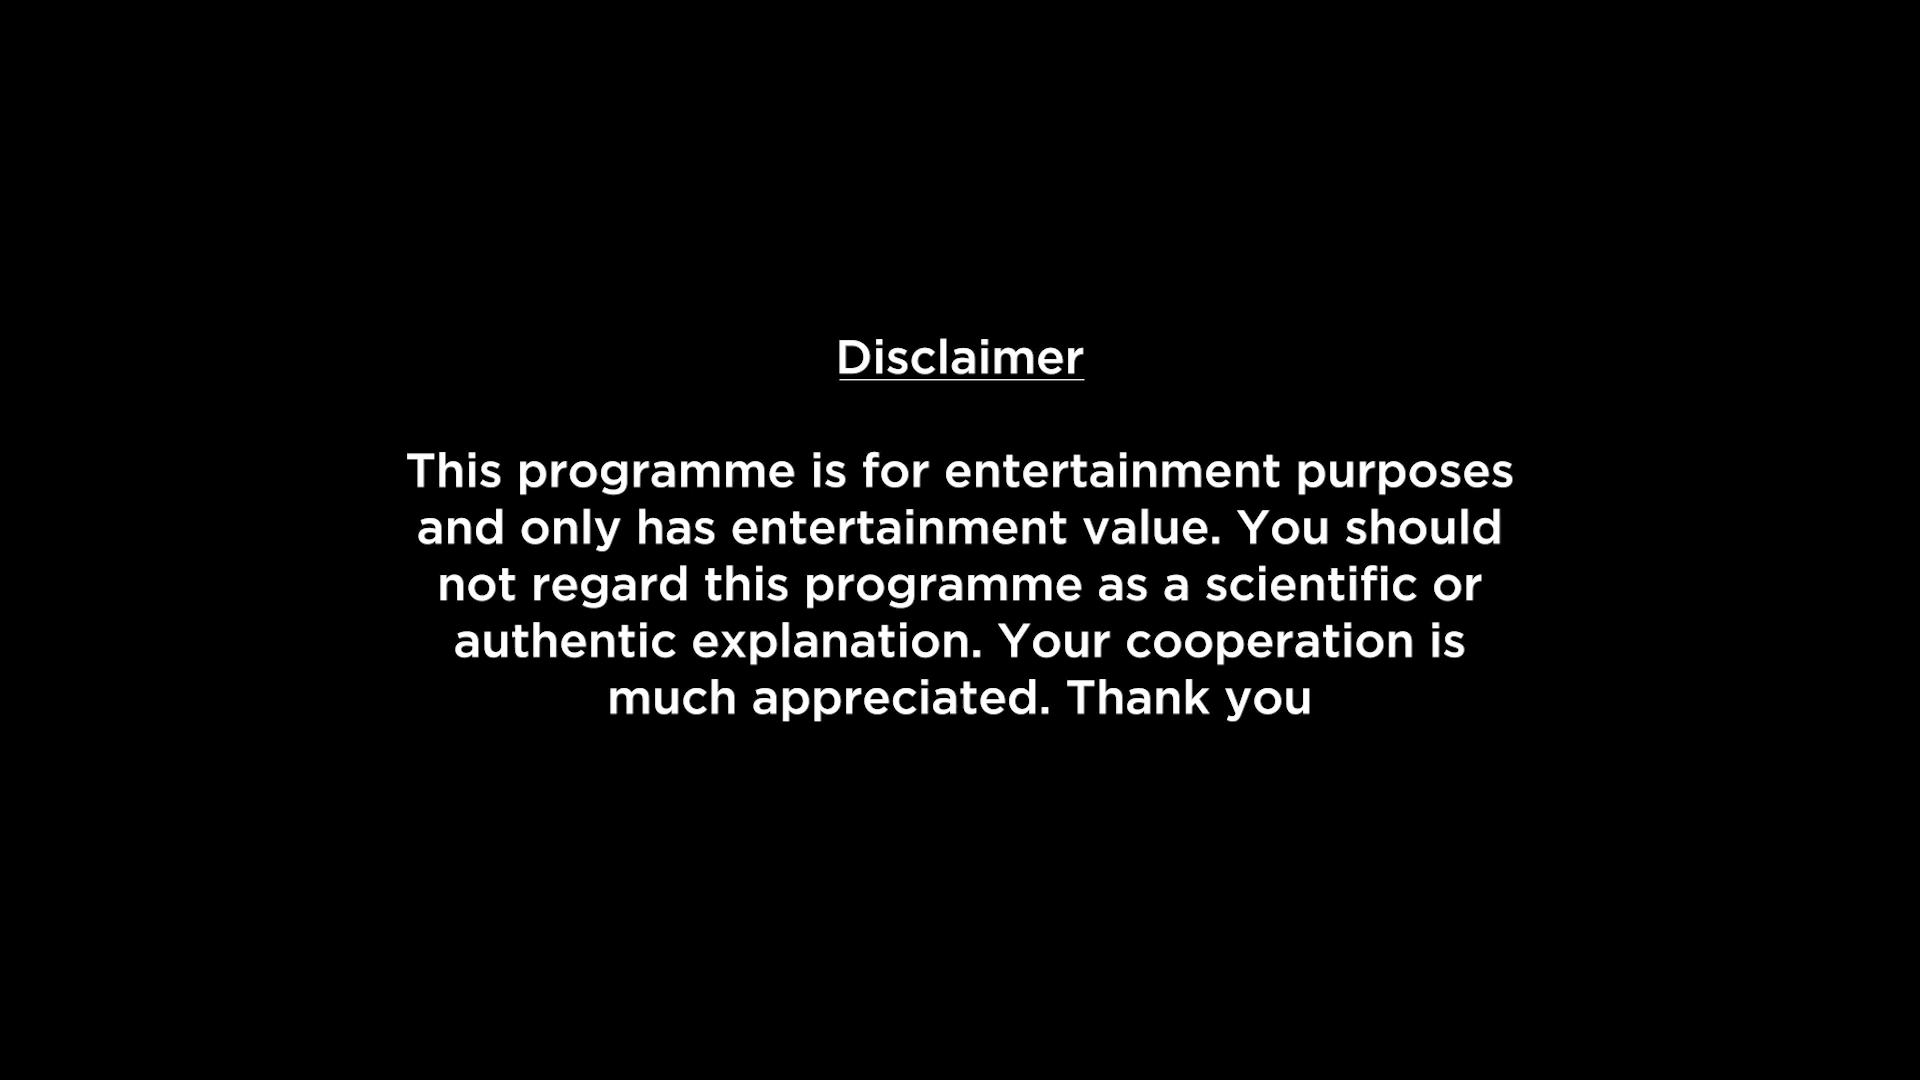 Disclaimer
This programme is for entertainment purposes
and only has entertainment value. You should
not regard this programme as a scientific or
authentic explanation. Your cooperation is
much appreciated. Thank you